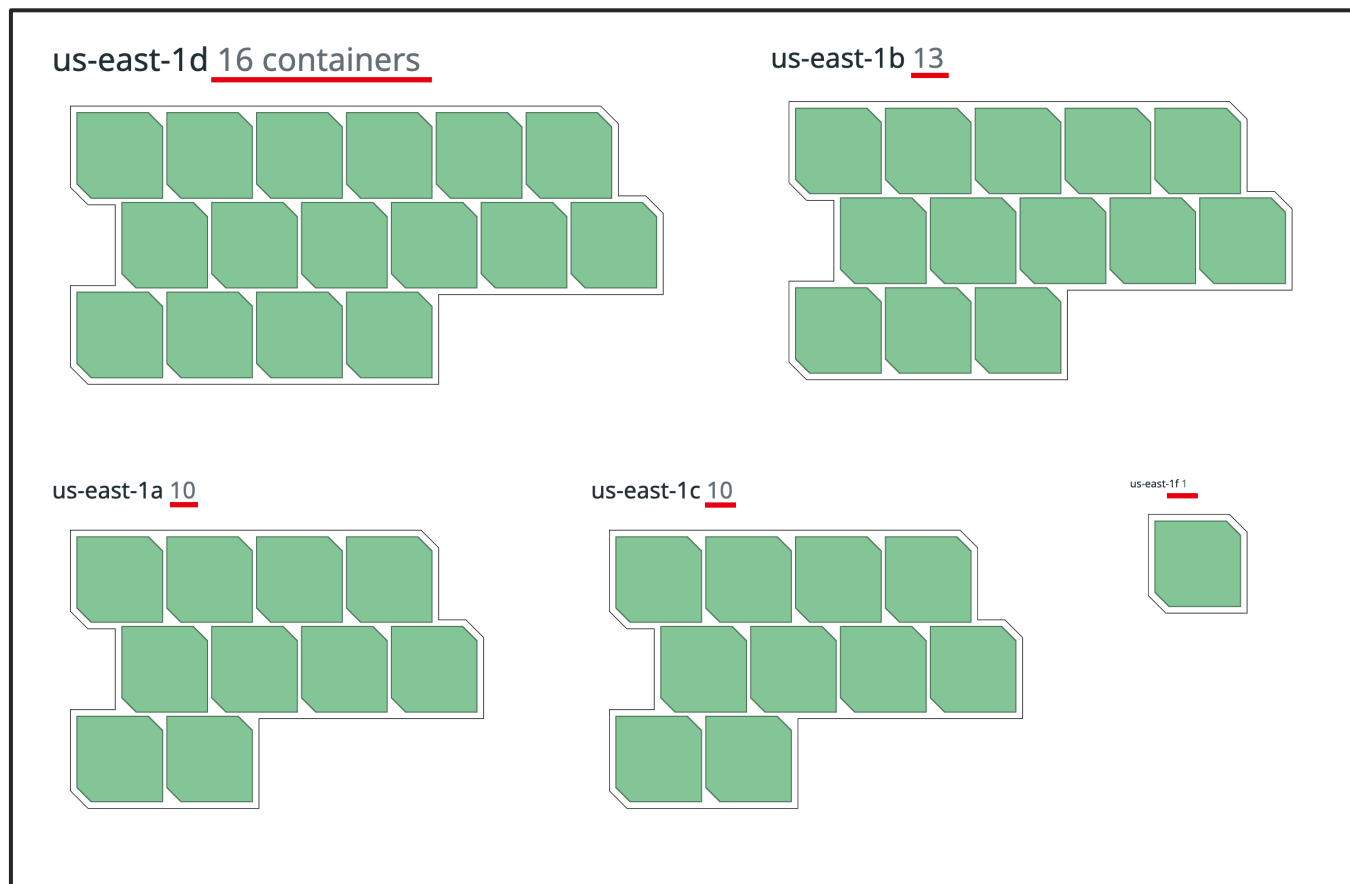 us-east-1d 16 containers
us-east-1b 13
us-east-1a 10
us-east-1c 10
us-east-1f 1